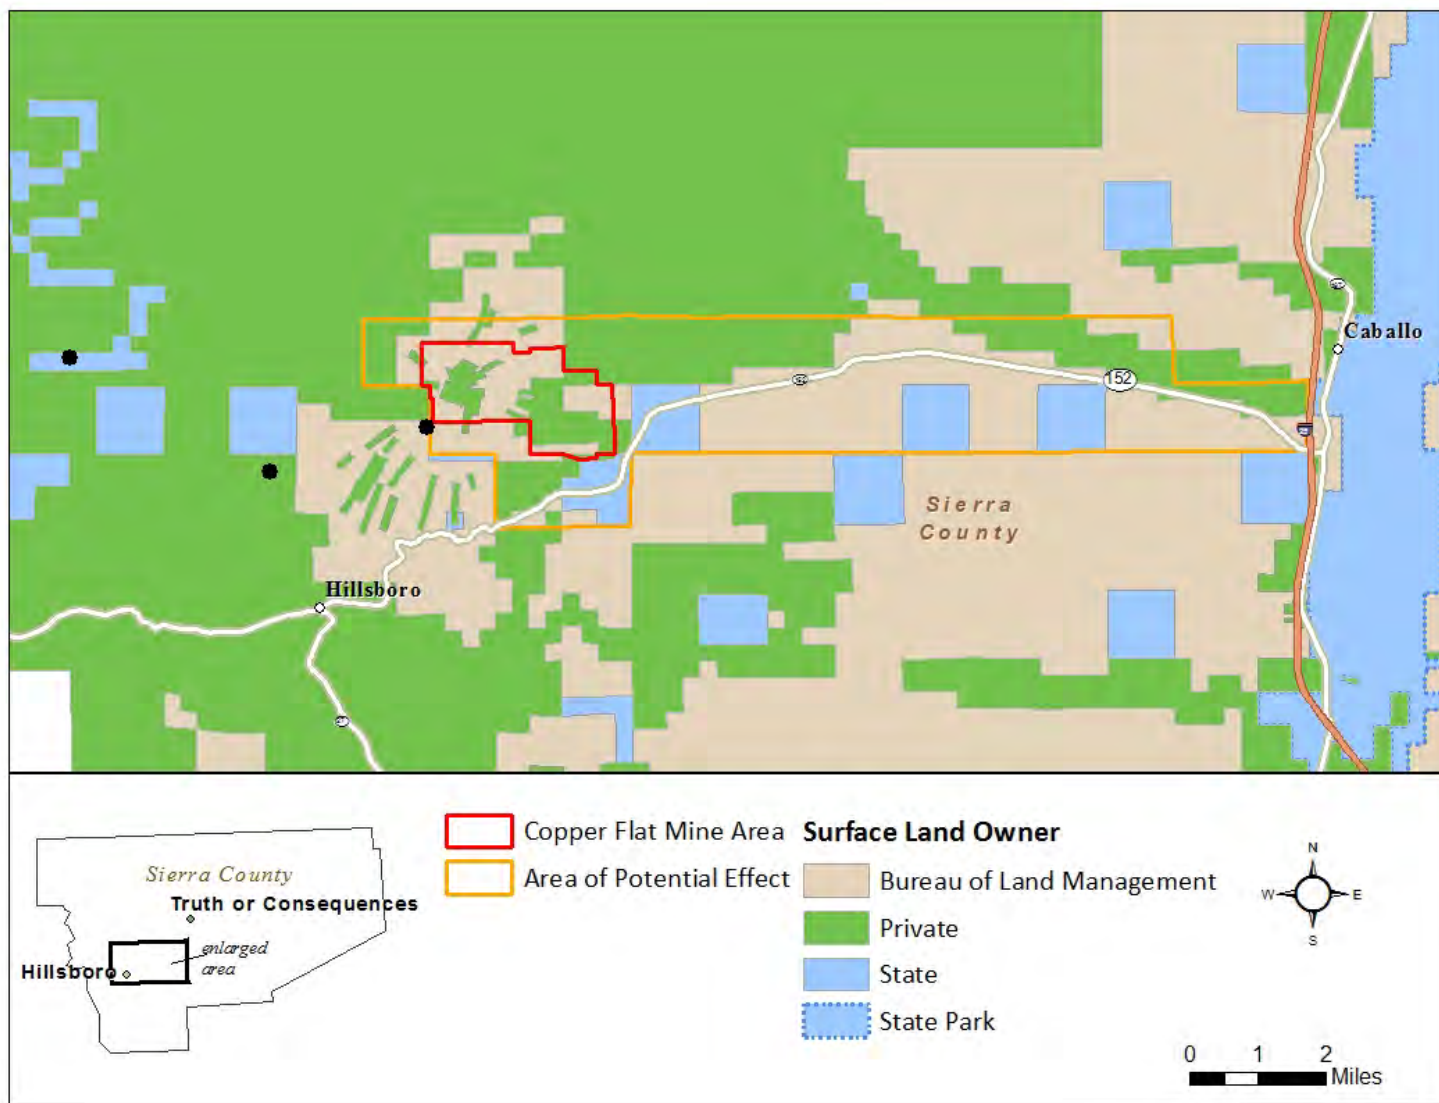 Caballo
152
Sierra
County
Hillsboro
Copper Flat Mine Area
Area of Potential Effect
Surface Land Owner
Bureau of Land Management
Private
State
State Park
Sierra County
Truth or Consequences
enlarged
area
Hillsboro
N
W E
S
0 1 2
Miles